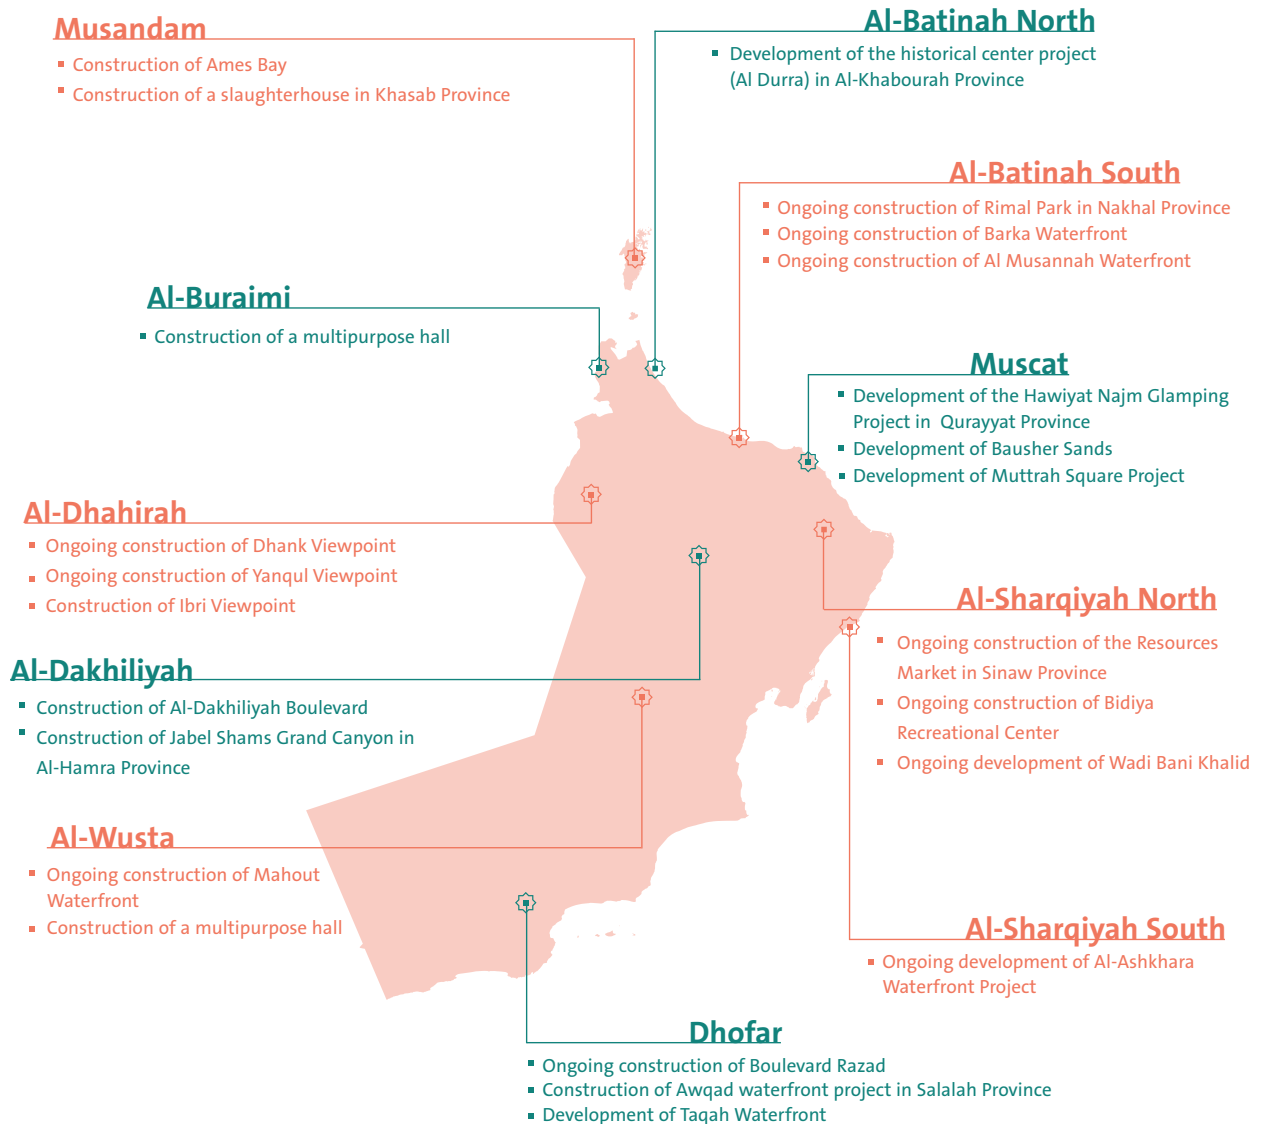 Musandam
Construction of Ames Bay
Construction of a slaughterhouse in Khasab Province
Al-Batinah North
Development of the historical center project
(Al Durra) in Al-Khabourah Province
Al-Batinah South
Ongoing construction of Rimal Park in Nakhal Province
Ongoing construction of Barka Waterfront
Ongoing construction of Al Musannah Waterfront
Al-Buraimi
Construction of a multipurpose hall
Muscat
Development of the Hawiyat Najm Glamping
Project in Qurayyat Province
Development of Bausher Sands
Development of Muttrah Square Project
Al-Dhahirah
Ongoing construction of Dhank Viewpoint
Ongoing construction of Yanqul Viewpoint
Construction of Ibri Viewpoint
Al-Sharqiyah North
Ongoing construction of the Resources
Market in Sinaw Province
Ongoing construction of Bidiya
Recreational Center
Ongoing development of Wadi Bani Khalid
Al-Dakhiliyah
Construction of Al-Dakhiliyah Boulevard
Construction of Jabel Shams Grand Canyon in
Al-Hamra Province
Al-Wusta
Ongoing construction of Mahout
Waterfront
Construction of a multipurpose hall
Al-Sharqiyah South
Ongoing development of Al-Ashkhara
Waterfront Project
Dhofar
Ongoing construction of Boulevard Razad
Construction of Awqad waterfront project in Salalah Province
Development of Taqah Waterfront